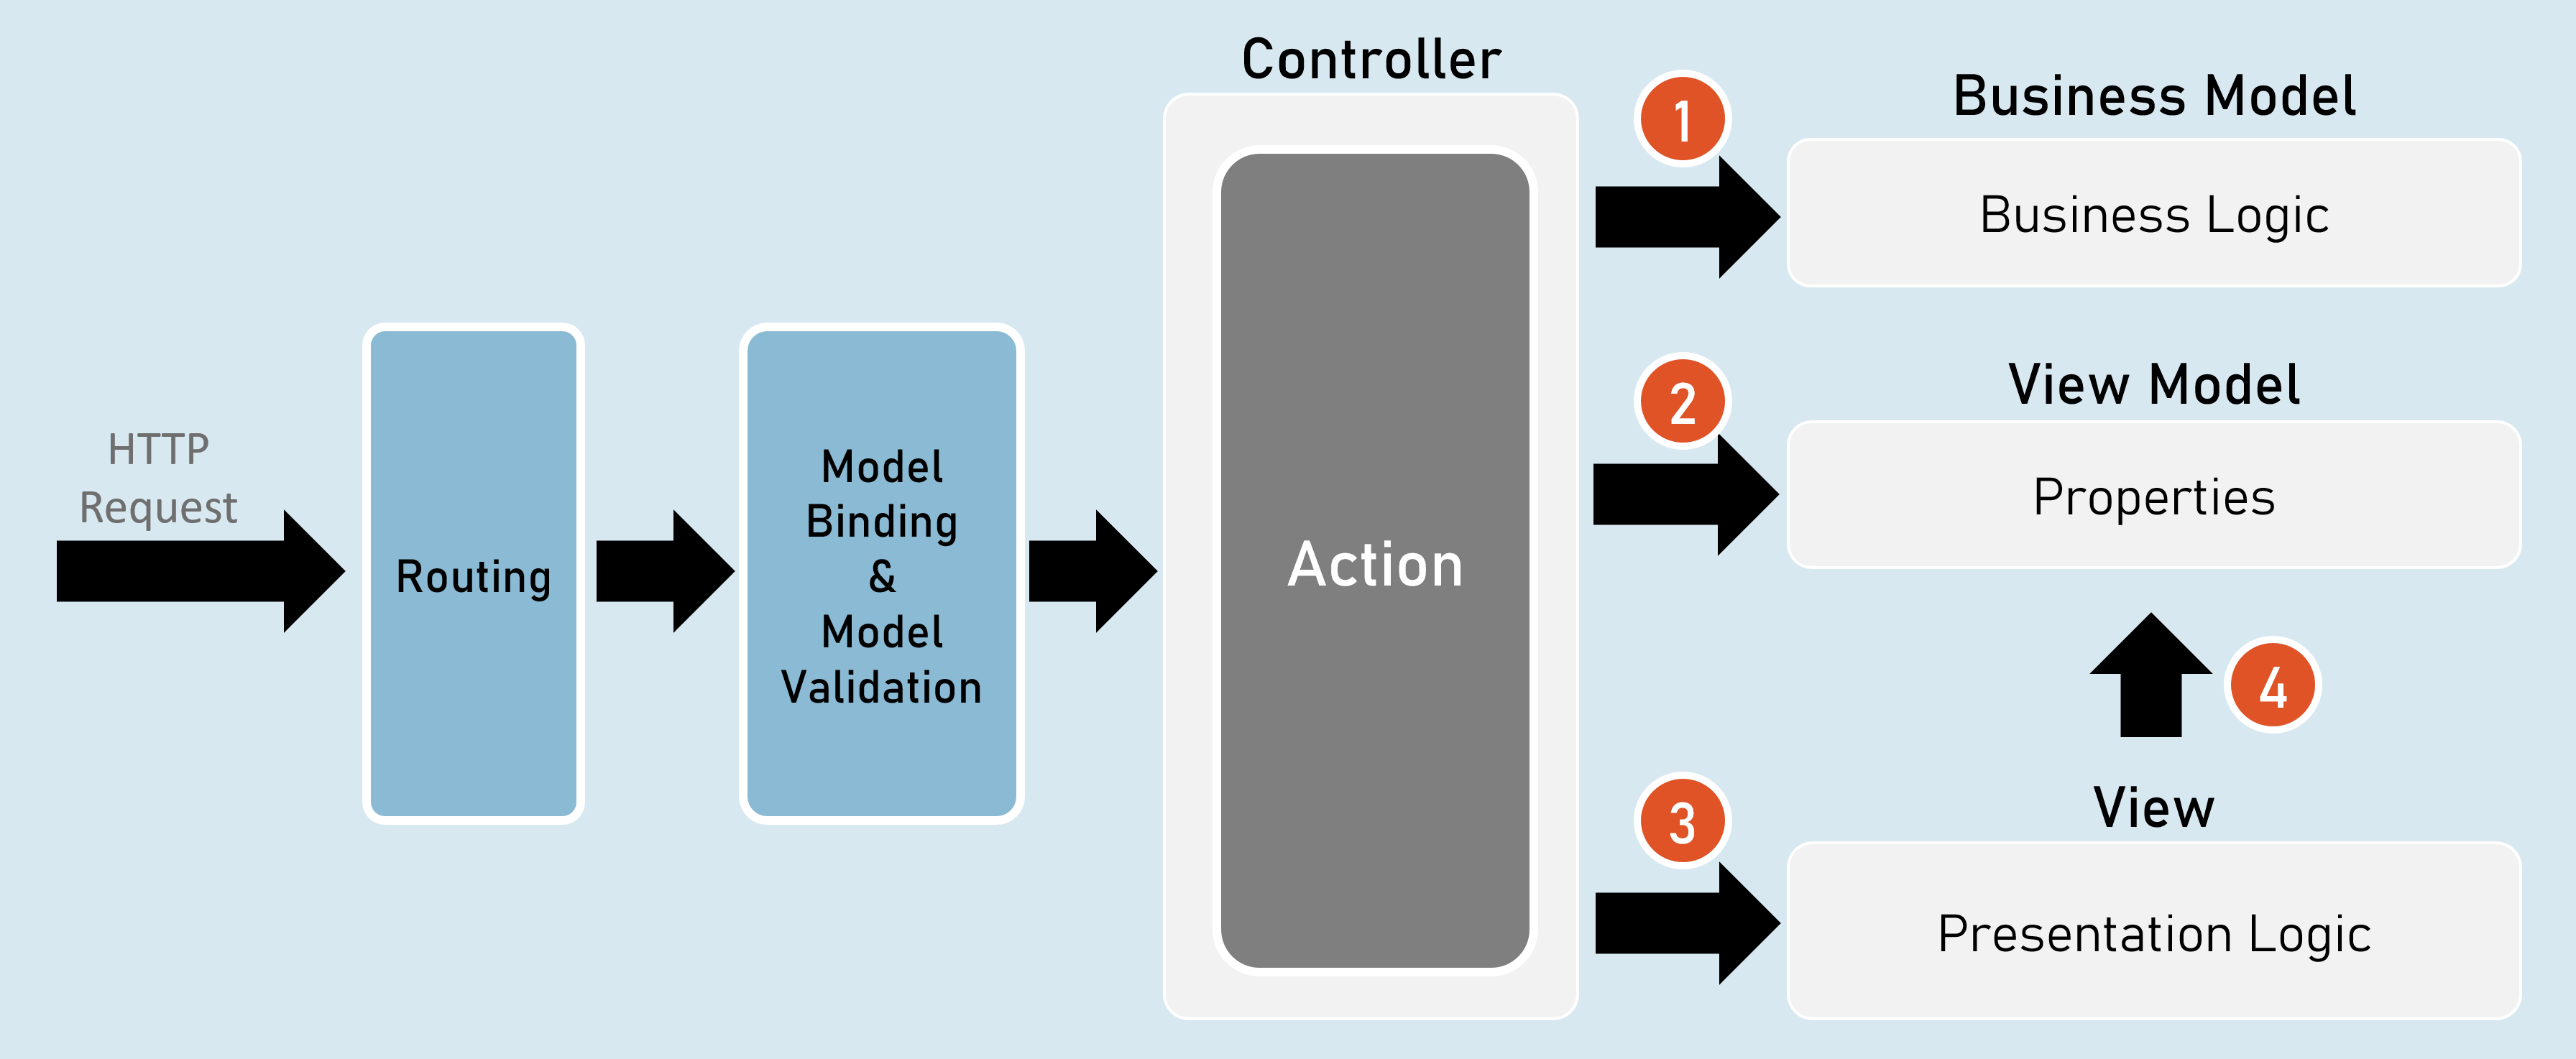 HTTP
Request
Routing
Model
Binding
&
Model
Validation
Controller
Action
1
Business Model
Business Logic
2
View Model
Properties
4
3
View
Presentation Logic